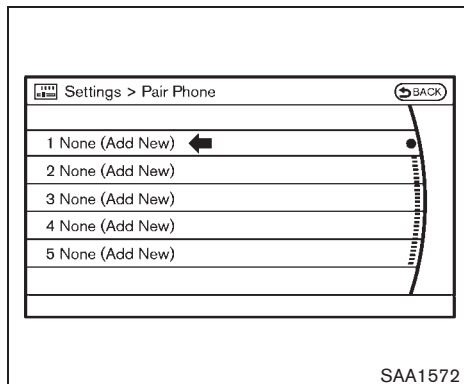 Settings > Pair Phone
BACK
1 None (Add New)
2 None (Add New)
3 None (Add New)
4 None (Add New)
5 None (Add New)
SAA1572